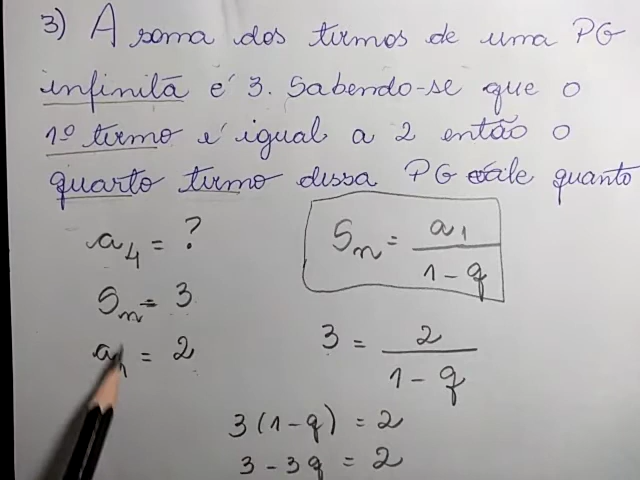 3) A soma dos termos de uma PG
infinita é 3. Sabendo-se que o
1º termo é igual a 2 então o
quarto termo dessa PG vale quanto
a₄ = ?
Sₙ = a₁ / (1 - q)
Sₙ = 3
a₁ = 2
3 = 2 / (1 - q)
3(1-q) = 2
3 - 3q = 2